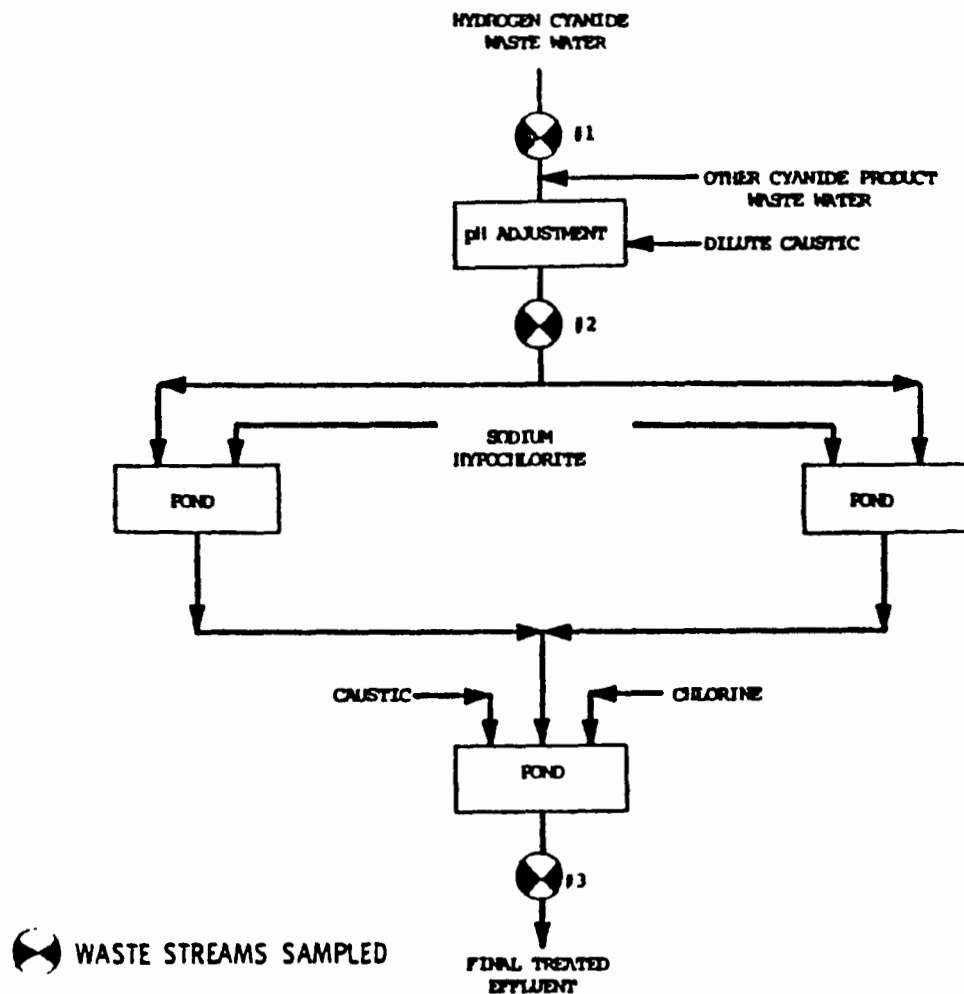 HYDROGEN CYANIDE
WASTE WATER
#1
OTHER CYANIDE PRODUCT
WASTE WATER
pH ADJUSTMENT
DILUTE CAUSTIC
#2
SODIUM
HYPOCHLORITE
POND
POND
CAUSTIC
CHLORINE
POND
#3
WASTE STREAMS SAMPLED
FINAL TREATED
EFFLUENT